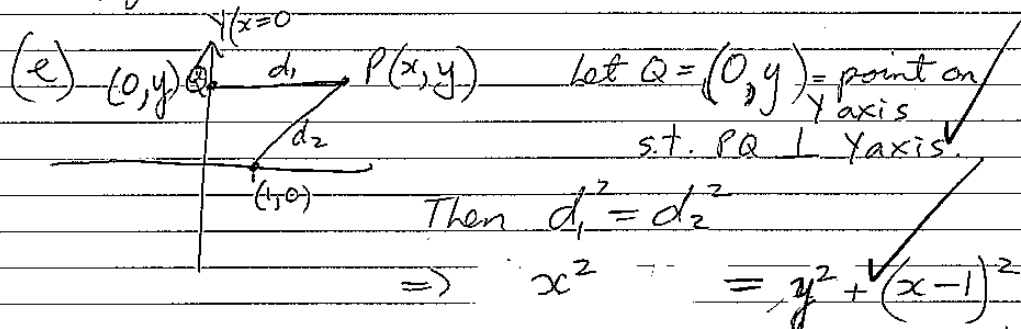 Y(x=0
(e) (0,y) Q d₁ P(x,y) Let Q = (0,y) = point on
Y axis
d₂ s.t. PQ ⊥ Yaxis.
(1,0)
Then d₁² = d₂²
=> x² = y² + (x-1)²